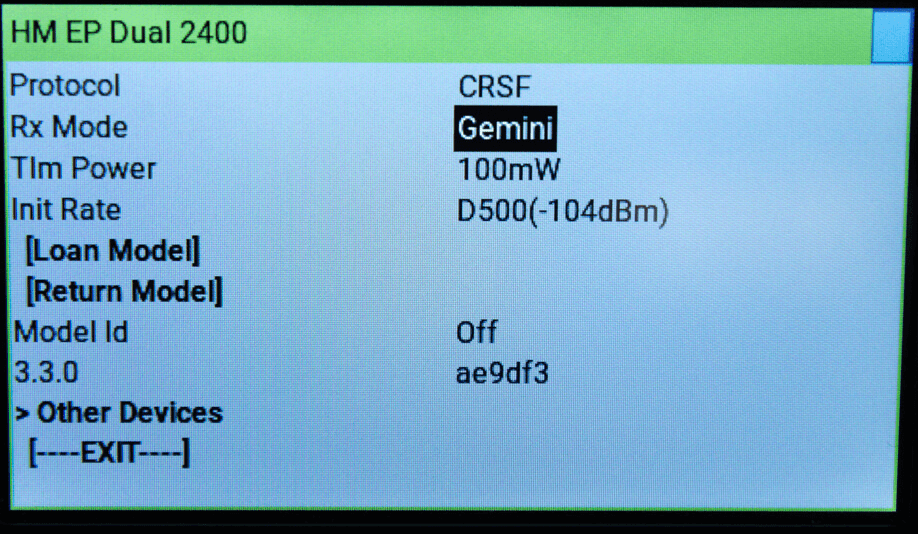 HM EP Dual 2400
Protocol CRSF
Rx Mode Gemini
Tlm Power 100mW
Init Rate D500(-104dBm)
[Loan Model]
[Return Model]
Model Id Off
3.3.0 ae9df3
> Other Devices
[----EXIT----]